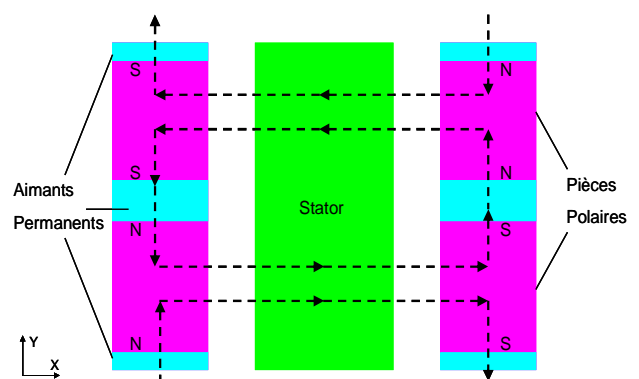 S
N
S
N
Aimants
Permanents
Stator
Pièces
Polaires
N
S
N
S
Y
X